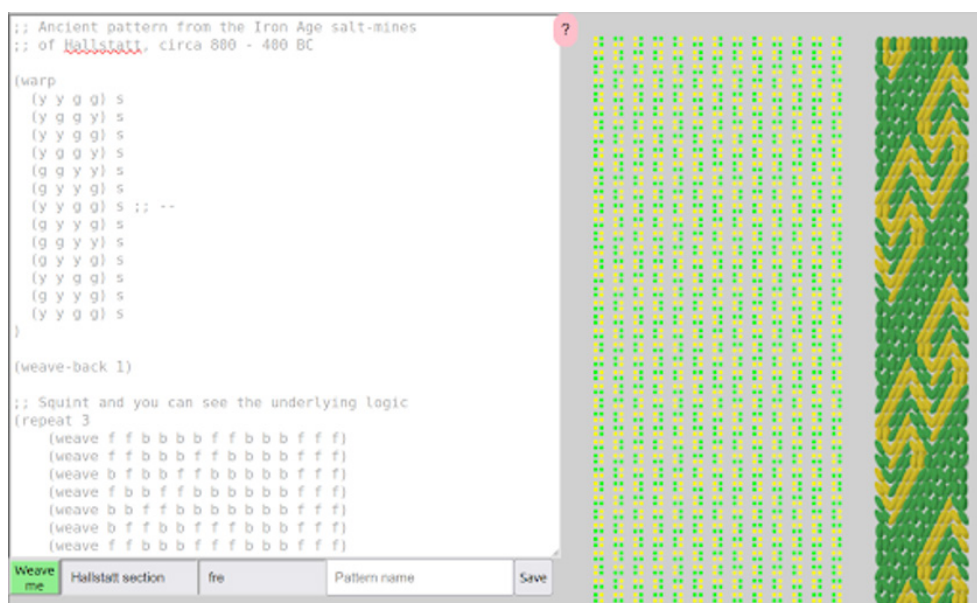 ;; Ancient pattern from the Iron Age salt-mines
;; of Hallstatt, circa 800 - 400 BC
(warp
(y y g g) s
(y g g y) s
(y y g g) s
(y g g y) s
(g g y y) s
(g y y g) s
(y y g g) s ;; --
(g y y g) s
(g g y y) s
(g y y g) s
(y y g g) s
(g y y g) s
(y y g g) s
)
(weave-back 1)
;; Squint and you can see the underlying logic
(repeat 3
(weave f f b b b b f f b b b f f f)
(weave f f b b b f f b b b b f f f)
(weave b f b b f f b b b b b f f f)
(weave f b b f f b b b b b b f f f)
(weave b b f f b b b b b b b f f f)
(weave b f f b b f f f b b b f f f)
(weave f f b b b f f f b b b f f f)
?
Weave me
Hallstatt section
fre
Pattern name
Save